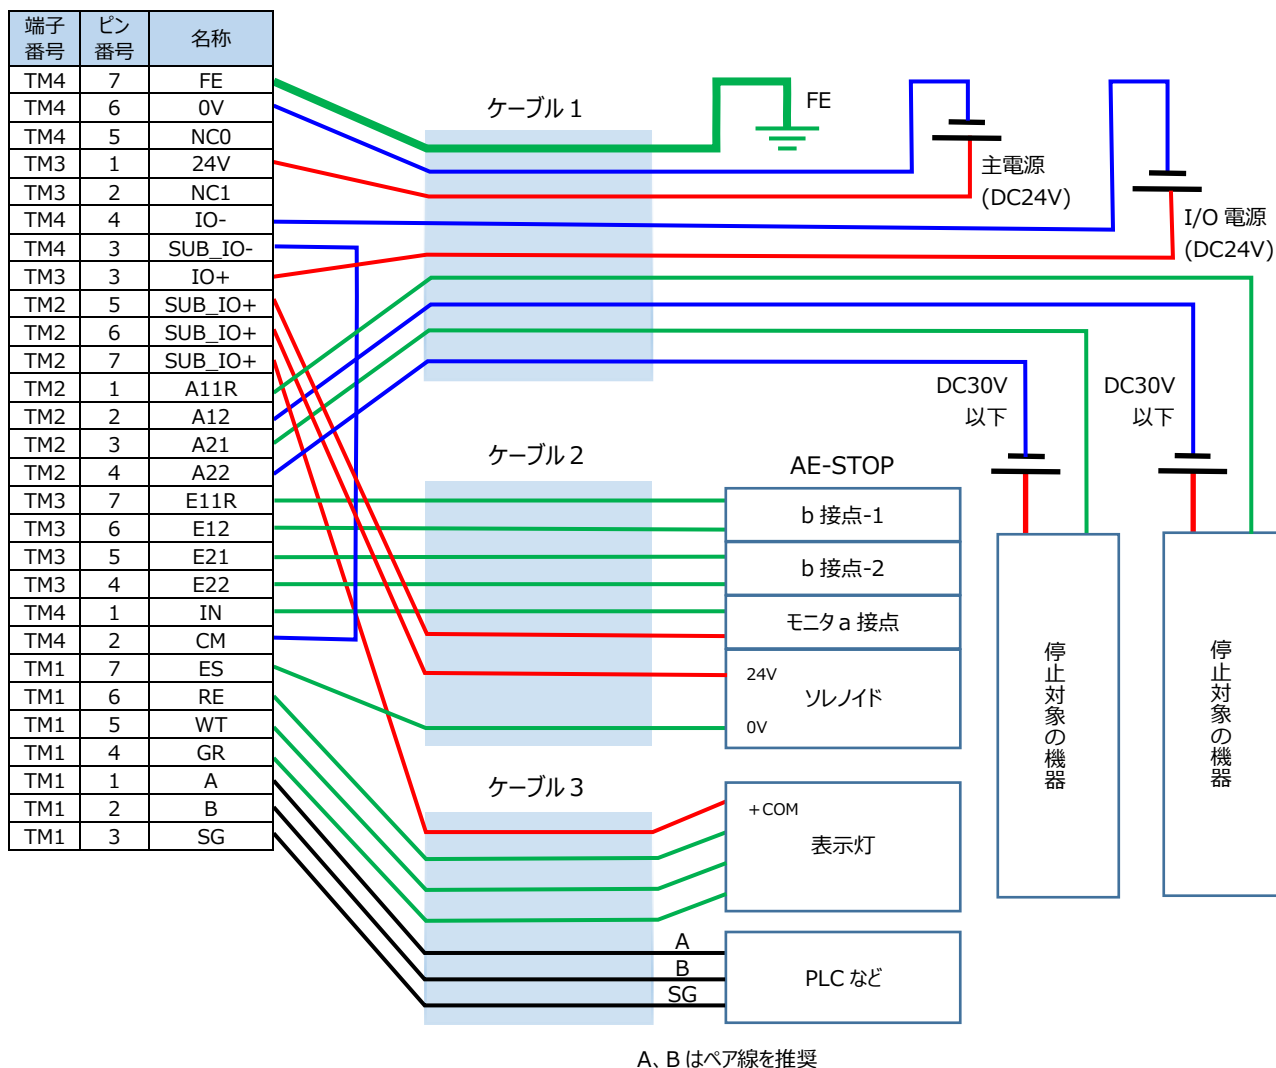 端子番号 ピン番号 名称
TM4 7 FE
TM4 6 0V
TM4 5 NC0
TM3 1 24V
TM3 2 NC1
TM4 4 IO-
TM4 3 SUB_IO-
TM3 3 IO+
TM2 5 SUB_IO+
TM2 6 SUB_IO+
TM2 7 SUB_IO+
TM2 1 A11R
TM2 2 A12
TM2 3 A21
TM2 4 A22
TM3 7 E11R
TM3 6 E12
TM3 5 E21
TM3 4 E22
TM4 1 IN
TM4 2 CM
TM1 7 ES
TM1 6 RE
TM1 5 WT
TM1 4 GR
TM1 1 A
TM1 2 B
TM1 3 SG
ケーブル 1
FE
主電源
(DC24V)
I/O 電源
(DC24V)
DC30V
以下
DC30V
以下
ケーブル 2
AE-STOP
b 接点-1
b 接点-2
モニタ a 接点
24V
ソレノイド
0V
停止対象の機器
停止対象の機器
ケーブル 3
+COM
表示灯
A
B
SG
PLC など
A、B はペア線を推奨